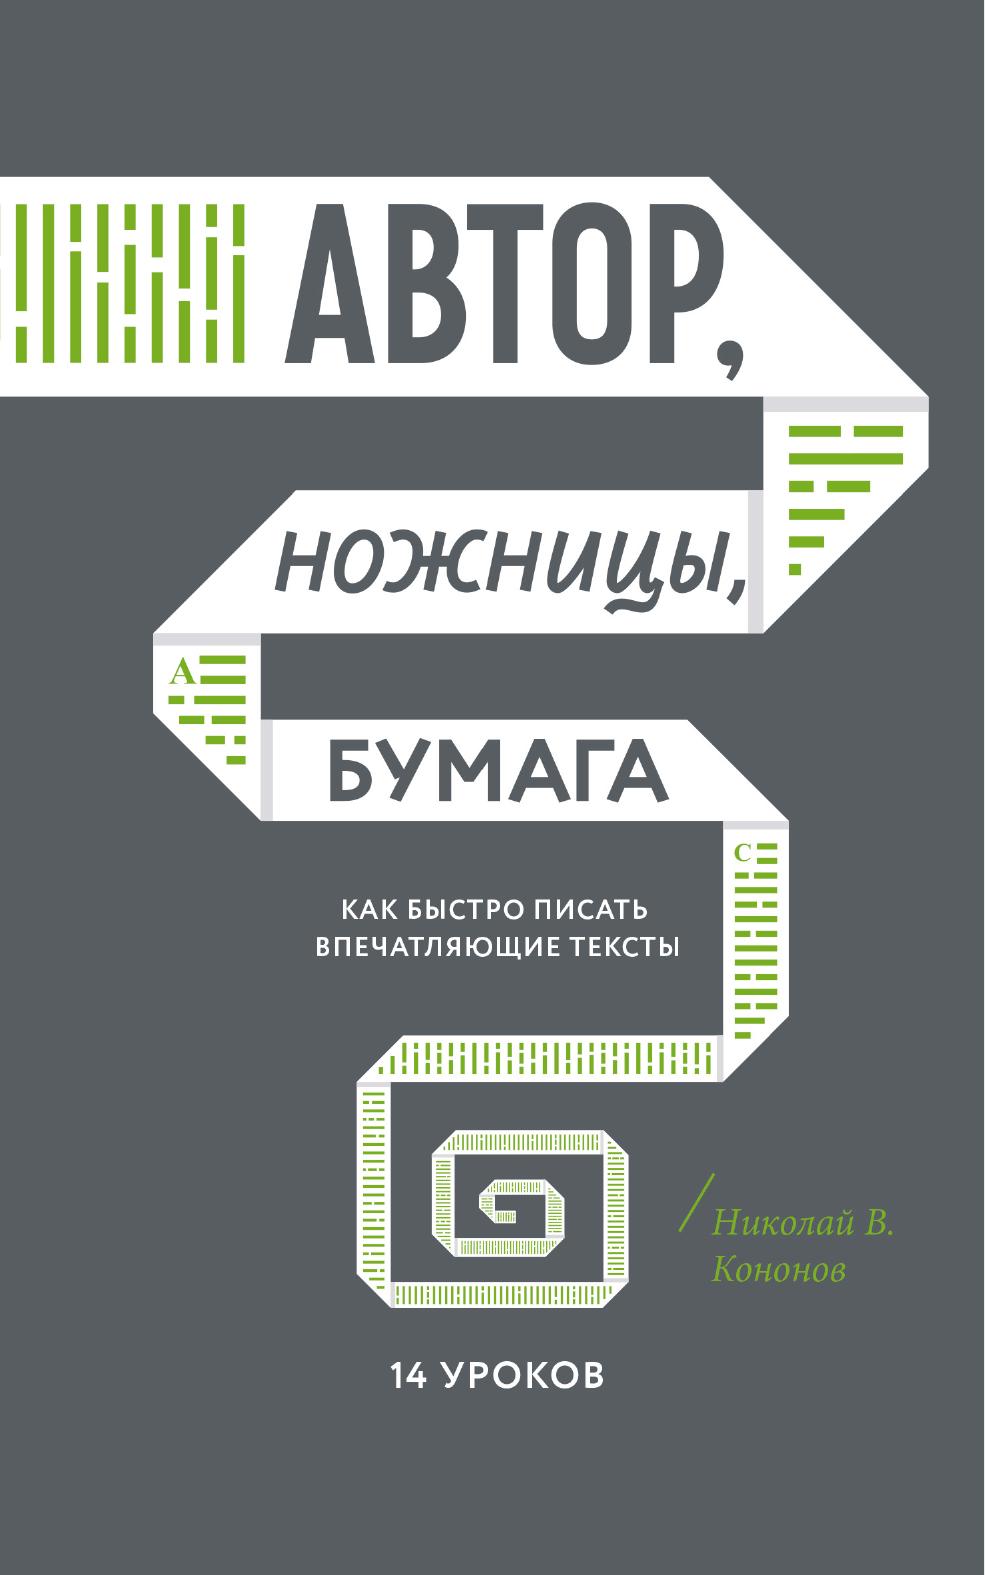 АВТОР,
НОЖНИЦЫ,
А
БУМАГА
С
КАК БЫСТРО ПИСАТЬ
ВПЕЧАТЛЯЮЩИЕ ТЕКСТЫ
Николай В.
Кононов
14 УРОКОВ